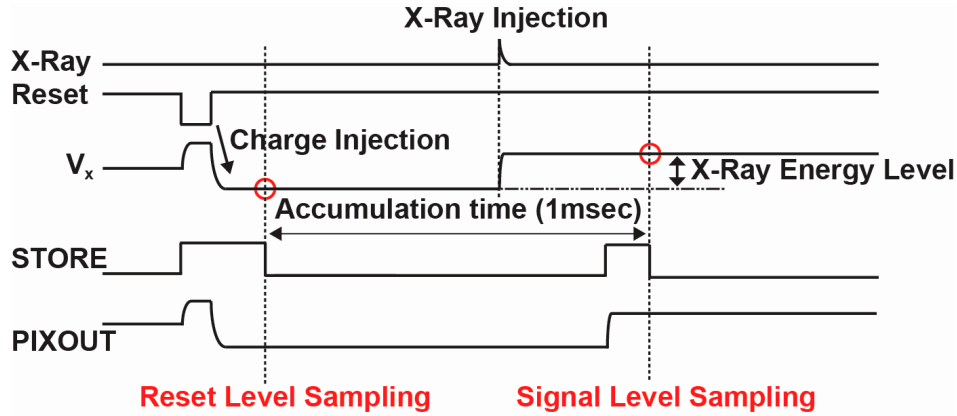 X-Ray Injection
X-Ray
Reset
Charge Injection
Vx
X-Ray Energy Level
Accumulation time (1msec)
STORE
PIXOUT
Reset Level Sampling
Signal Level Sampling